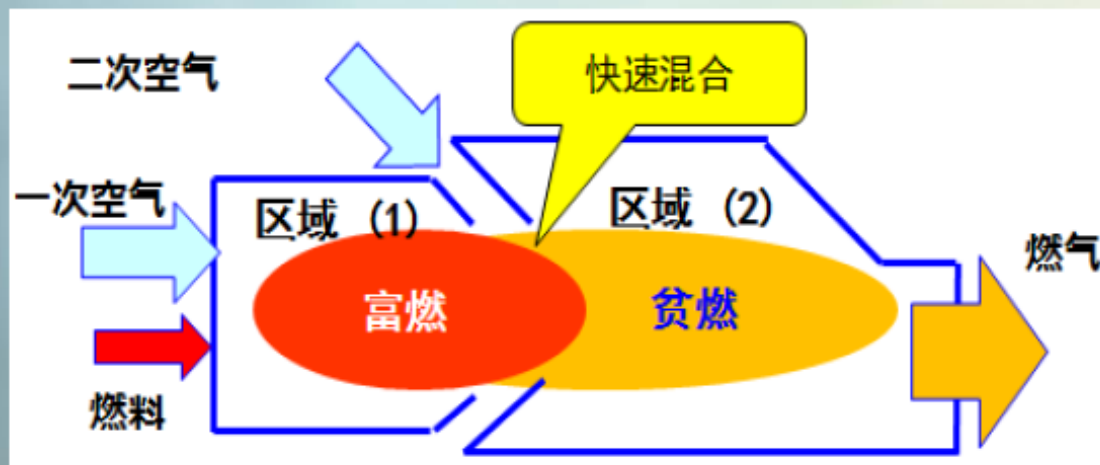 二次空气
快速混合
一次空气
区域 (1)
区域 (2)
燃气
富燃
贫燃
燃料